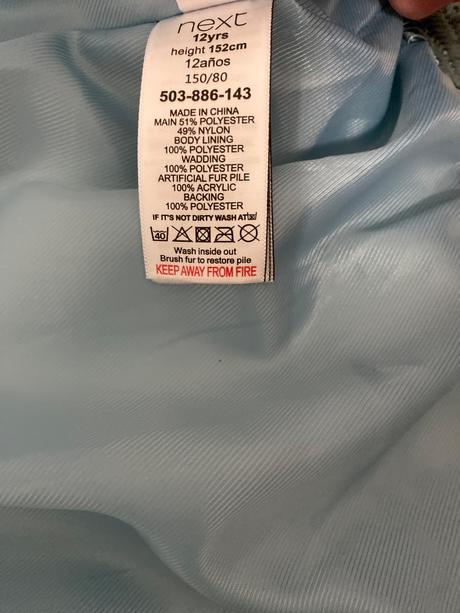 next
12yrs
height 152cm
12años
150/80
503-886-143
MADE IN CHINA
MAIN 51% POLYESTER
49% NYLON
BODY LINING
100% POLYESTER
WADDING
100% POLYESTER
ARTIFICIAL FUR PILE
100% ACRYLIC
BACKING
100% POLYESTER
IF IT'S NOT DIRTY WASH AT
40
Wash inside out
Brush fur to restore pile
KEEP AWAY FROM FIRE